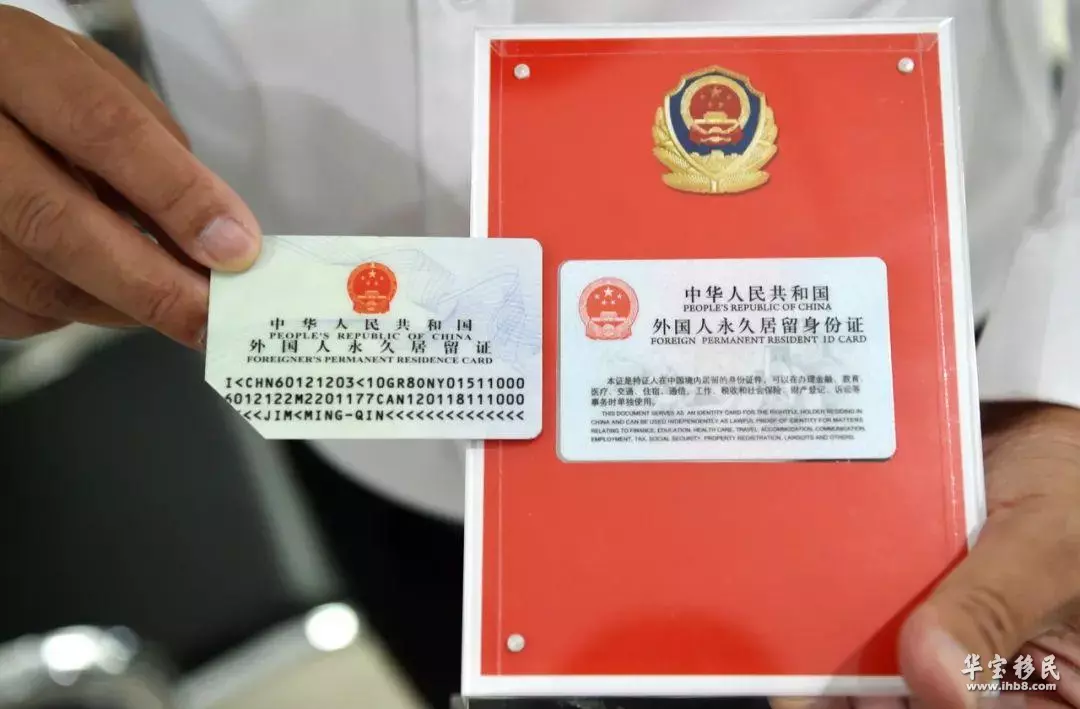 中华人民共和国
PEOPLE'S REPUBLIC OF CHINA
外国人永久居留证
FOREIGNER'S PERMANENT RESIDENCE CARD
I<CHN60121203<10GR80NY01511000
6012122M2201177CAN120118111000
<<<JIM<MING-QIN<<<<<<<<<<<<<<<
中华人民共和国
PEOPLE'S REPUBLIC OF CHINA
外国人永久居留身份证
FOREIGN PERMANENT RESIDENT ID CARD
本证是持证人在中国境内居留的身份证件，可以在办理金融、教育、
医疗、交通、住宿、通信、工作、税收和社会保险、财产登记、诉讼等
事务时单独使用。
THIS DOCUMENT SERVES AS AN IDENTITY CARD FOR THE RIGHTFUL HOLDER RESIDING IN
CHINA AND CAN BE USED INDEPENDENTLY AS LAWFUL PROOF OF IDENTITY FOR MATTERS
RELATING TO FINANCE, EDUCATION, HEALTH CARE, TRAVEL, ACCOMMODATION, COMMUNICATION,
EMPLOYMENT, TAX, SOCIAL SECURITY, PROPERTY REGISTRATION, LAWSUITS AND OTHERS.
华宝移民
www.ihb8.com